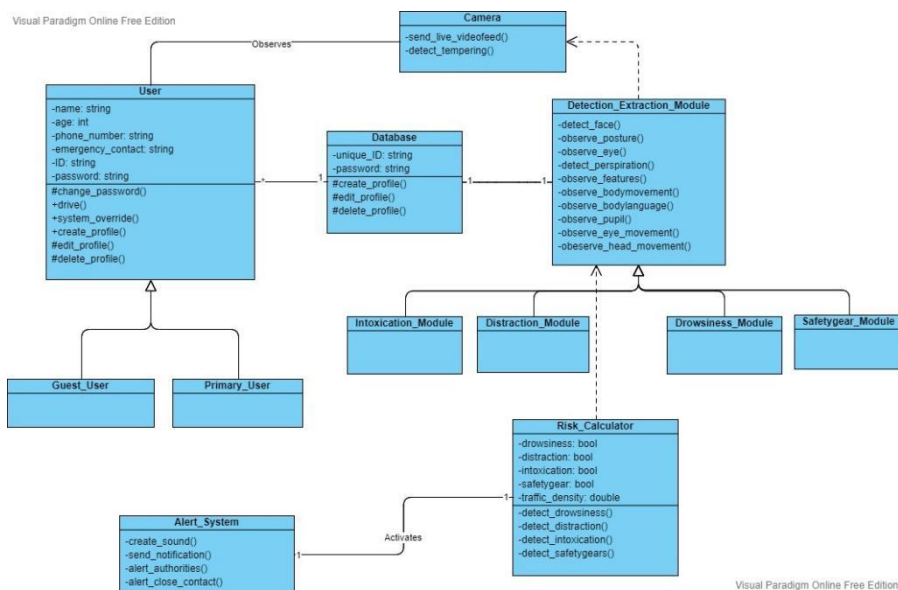 Visual Paradigm Online Free Edition
Camera
-send_live_videofeed()
-detect_tempering()
Observes
User
-name: string
-age: int
-phone_number: string
-emergency_contact: string
-ID: string
-password: string
#change_password()
+drive()
+system_override()
+create_profile()
#edit_profile()
#delete_profile()
*
1
Database
-unique_ID: string
-password: string
#create_profile()
#edit_profile()
#delete_profile()
1
1
Detection_Extraction_Module
-detect_face()
-observe_posture()
-observe_eye()
-detect_perspiration()
-observe_features()
-observe_bodymovement()
-observe_bodylanguage()
-observe_pupil()
-observe_eye_movement()
-obeserve_head_movement()
Intoxication_Module
Distraction_Module
Drowsiness_Module
Safetygear_Module
Guest_User
Primary_User
Risk_Calculator
-drowsiness: bool
-distraction: bool
-intoxication: bool
-safetygear: bool
-traffic_density: double
-detect_drowsiness()
-detect_distraction()
-detect_intoxication()
-detect_safetygears()
1
Activates
1
Alert_System
-create_sound()
-send_notification()
-alert_authorities()
-alert_close_contact()
Visual Paradigm Online Free Edition